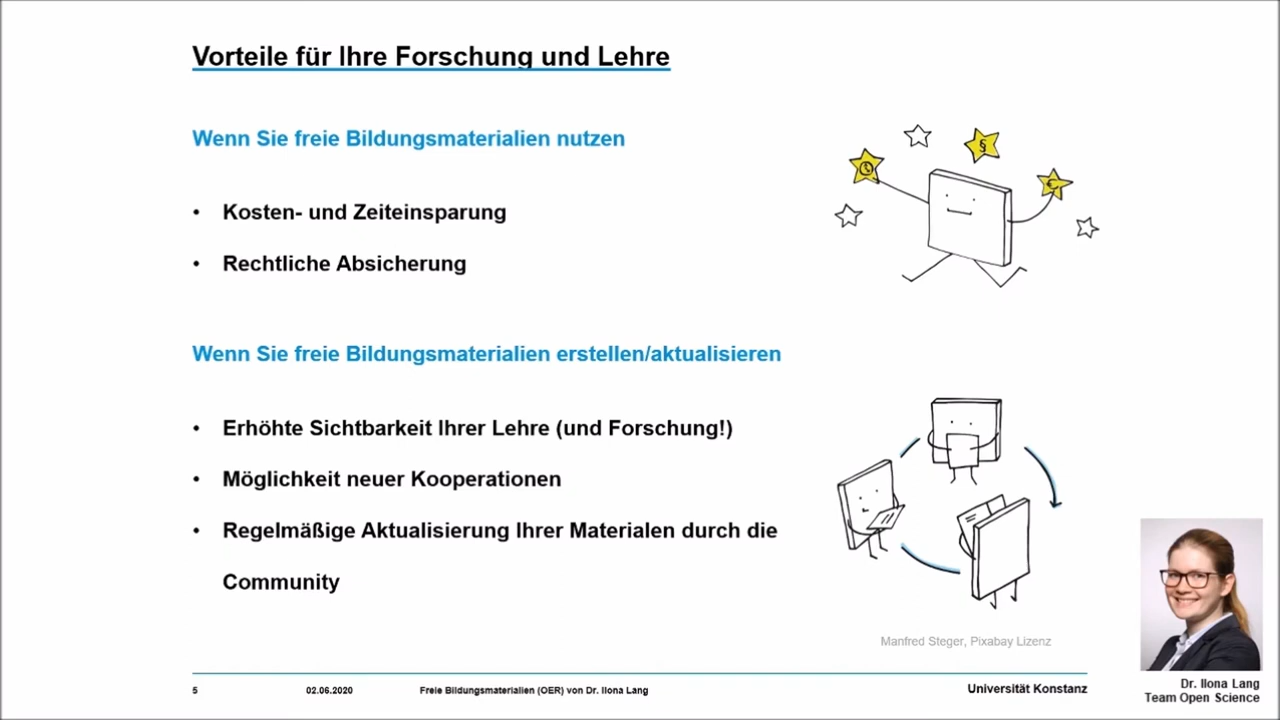 Vorteile für Ihre Forschung und Lehre
Wenn Sie freie Bildungsmaterialien nutzen
• Kosten- und Zeiteinsparung
• Rechtliche Absicherung
§
€
Wenn Sie freie Bildungsmaterialien erstellen/aktualisieren
• Erhöhte Sichtbarkeit Ihrer Lehre (und Forschung!)
• Möglichkeit neuer Kooperationen
• Regelmäßige Aktualisierung Ihrer Materialen durch die
Community
Manfred Steger, Pixabay Lizenz
5 02.06.2020 Freie Bildungsmaterialien (OER) von Dr. Ilona Lang Universität Konstanz
Dr. Ilona Lang
Team Open Science